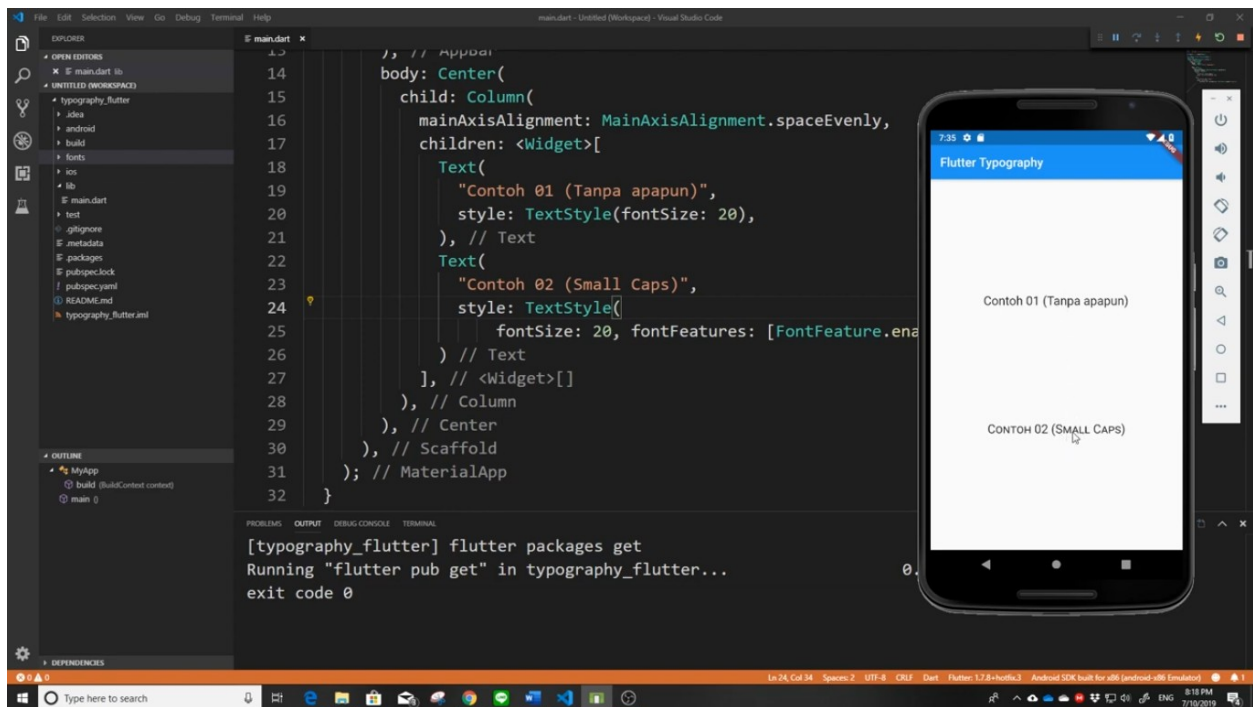 File Edit Selection View Go Debug Terminal Help
main.dart - Untitled (Workspace) - Visual Studio Code
EXPLORER
OPEN EDITORS
main.dart lib
UNTITLED (WORKSPACE)
typography_flutter
.idea
android
build
fonts
ios
lib
main.dart
test
.gitignore
.metadata
.packages
pubspec.lock
pubspec.yaml
README.md
typography_flutter.iml
OUTLINE
MyApp
build (BuildContext context)
main ()
DEPENDENCIES
main.dart
13 ), // AppBar
14 body: Center(
15 child: Column(
16 mainAxisAlignment: MainAxisAlignment.spaceEvenly,
17 children: <Widget>[
18 Text(
19 "Contoh 01 (Tanpa apapun)",
20 style: TextStyle(fontSize: 20),
21 ), // Text
22 Text(
23 "Contoh 02 (Small Caps)",
24 style: TextStyle(
25 fontSize: 20, fontFeatures: [FontFeature.ena
26 ) // Text
27 ], // <Widget>[]
28 ), // Column
29 ), // Center
30 ), // Scaffold
31 ); // MaterialApp
32 }
PROBLEMS OUTPUT DEBUG CONSOLE TERMINAL
[typography_flutter] flutter packages get
Running "flutter pub get" in typography_flutter... 0.
exit code 0
7:35
Flutter Typography
Contoh 01 (Tanpa apapun)
Contoh 02 (Small Caps)
0 0
Ln 24, Col 34 Spaces: 2 UTF-8 CRLF Dart Flutter: 1.7.8+hotfix.3 Android SDK built for x86 (android-x86 Emulator) 1
Type here to search
ENG
8:18 PM
7/10/2019